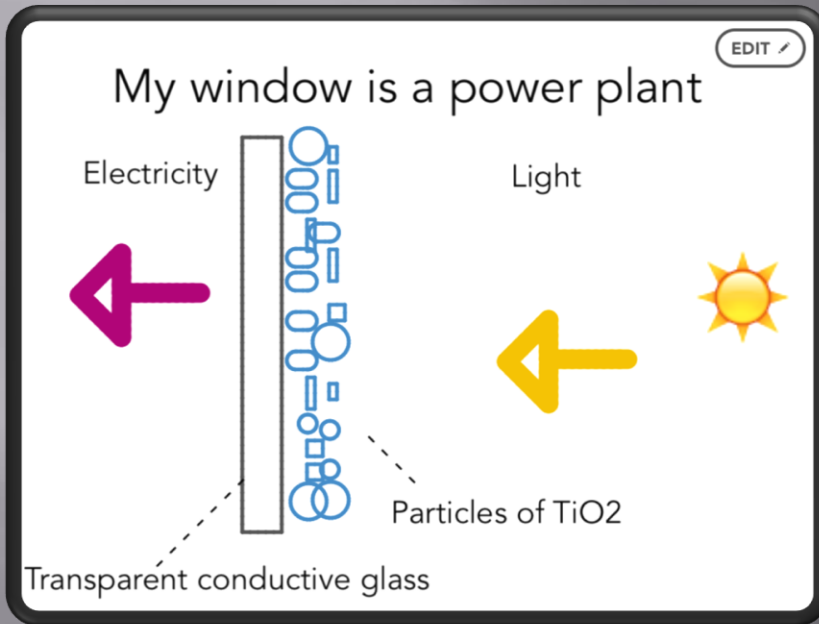 EDIT
My window is a power plant
Electricity
Light
Particles of TiO2
Transparent conductive glass